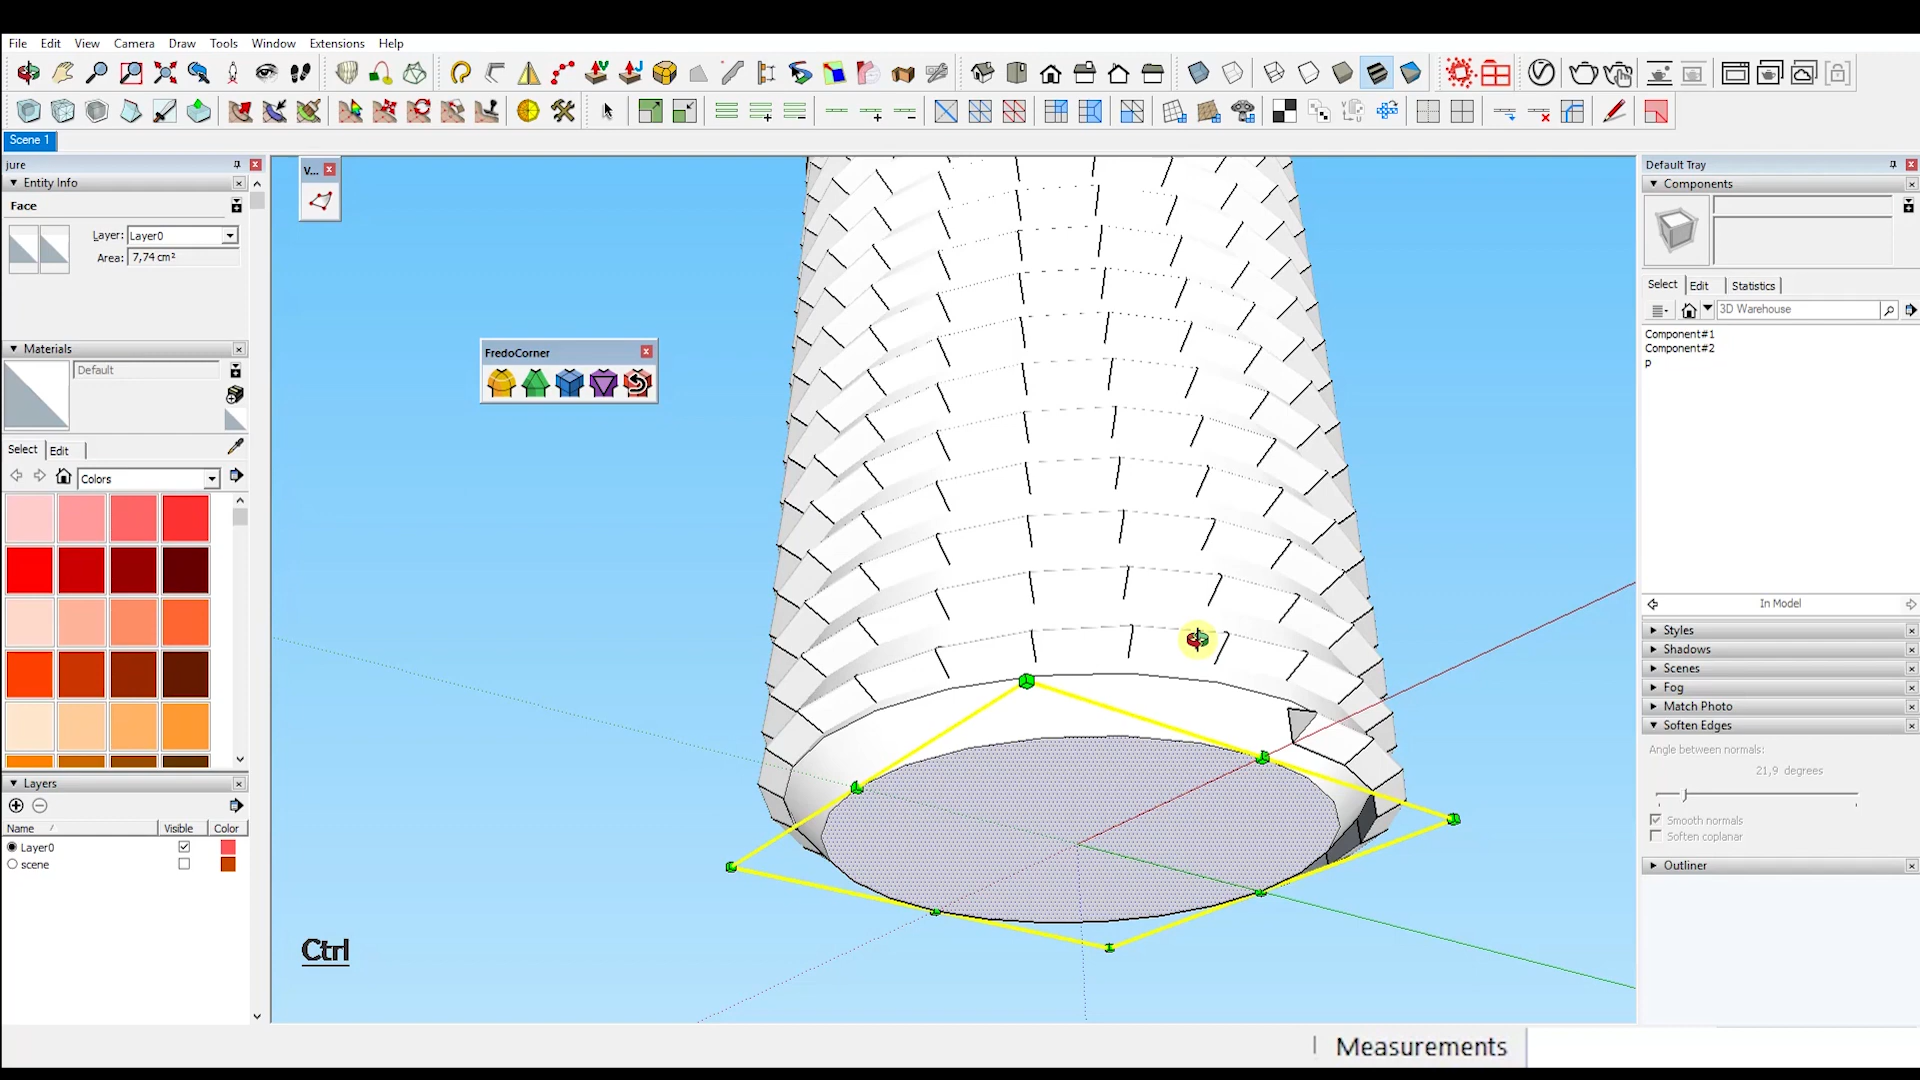 File Edit View Camera Draw Tools Window Extensions Help
Scene 1
jure
Entity Info
Face
Layer: Layer0
Area: 7,74 cm²
Materials
Default
Select Edit
Colors
Layers
Name Visible Color
Layer0
scene
V...
FredoCorner
Ctrl
Default Tray
Components
Select Edit Statistics
3D Warehouse
Component#1
Component#2
p
In Model
Styles
Shadows
Scenes
Fog
Match Photo
Soften Edges
Angle between normals:
21,9 degrees
Smooth normals
Soften coplanar
Outliner
Measurements